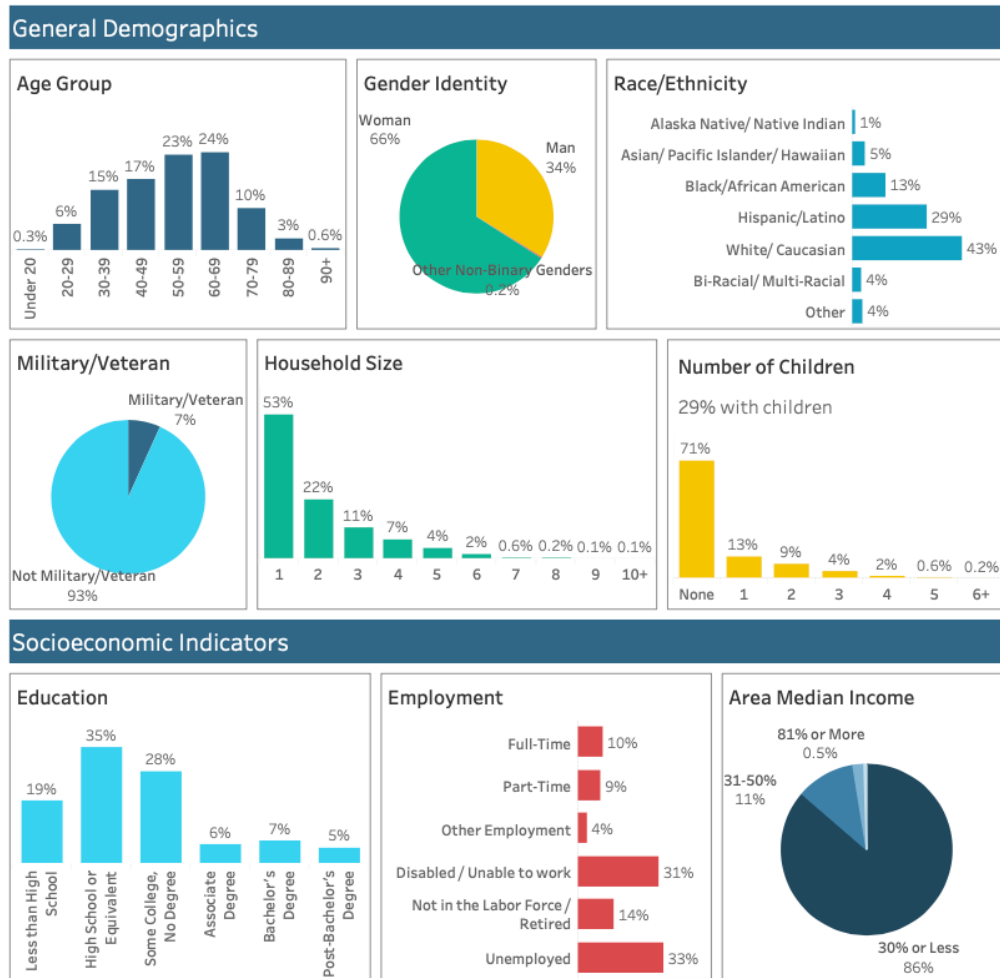 General Demographics
Age Group
0.3%
6%
15%
17%
23%
24%
10%
3%
0.6%
Under 20
20-29
30-39
40-49
50-59
60-69
70-79
80-89
90+
Gender Identity
Woman
66%
Man
34%
Other Non-Binary Genders
0.2%
Race/Ethnicity
Alaska Native/ Native Indian 1%
Asian/ Pacific Islander/ Hawaiian 5%
Black/African American 13%
Hispanic/Latino 29%
White/ Caucasian 43%
Bi-Racial/ Multi-Racial 4%
Other 4%
Military/Veteran
Military/Veteran
7%
Not Military/Veteran
93%
Household Size
53%
22%
11%
7%
4%
2%
0.6% 0.2% 0.1% 0.1%
1 2 3 4 5 6 7 8 9 10+
Number of Children
29% with children
71%
13%
9%
4%
2%
0.6%
0.2%
None 1 2 3 4 5 6+
Socioeconomic Indicators
Education
19%
35%
28%
6%
7%
5%
Less than High
School
High School or
Equivalent
Some College,
No Degree
Associate
Degree
Bachelor's
Degree
Post-Bachelor's
Degree
Employment
Full-Time 10%
Part-Time 9%
Other Employment 4%
Disabled / Unable to work 31%
Not in the Labor Force /
Retired
14%
Unemployed 33%
Area Median Income
81% or More
0.5%
31-50%
11%
30% or Less
86%